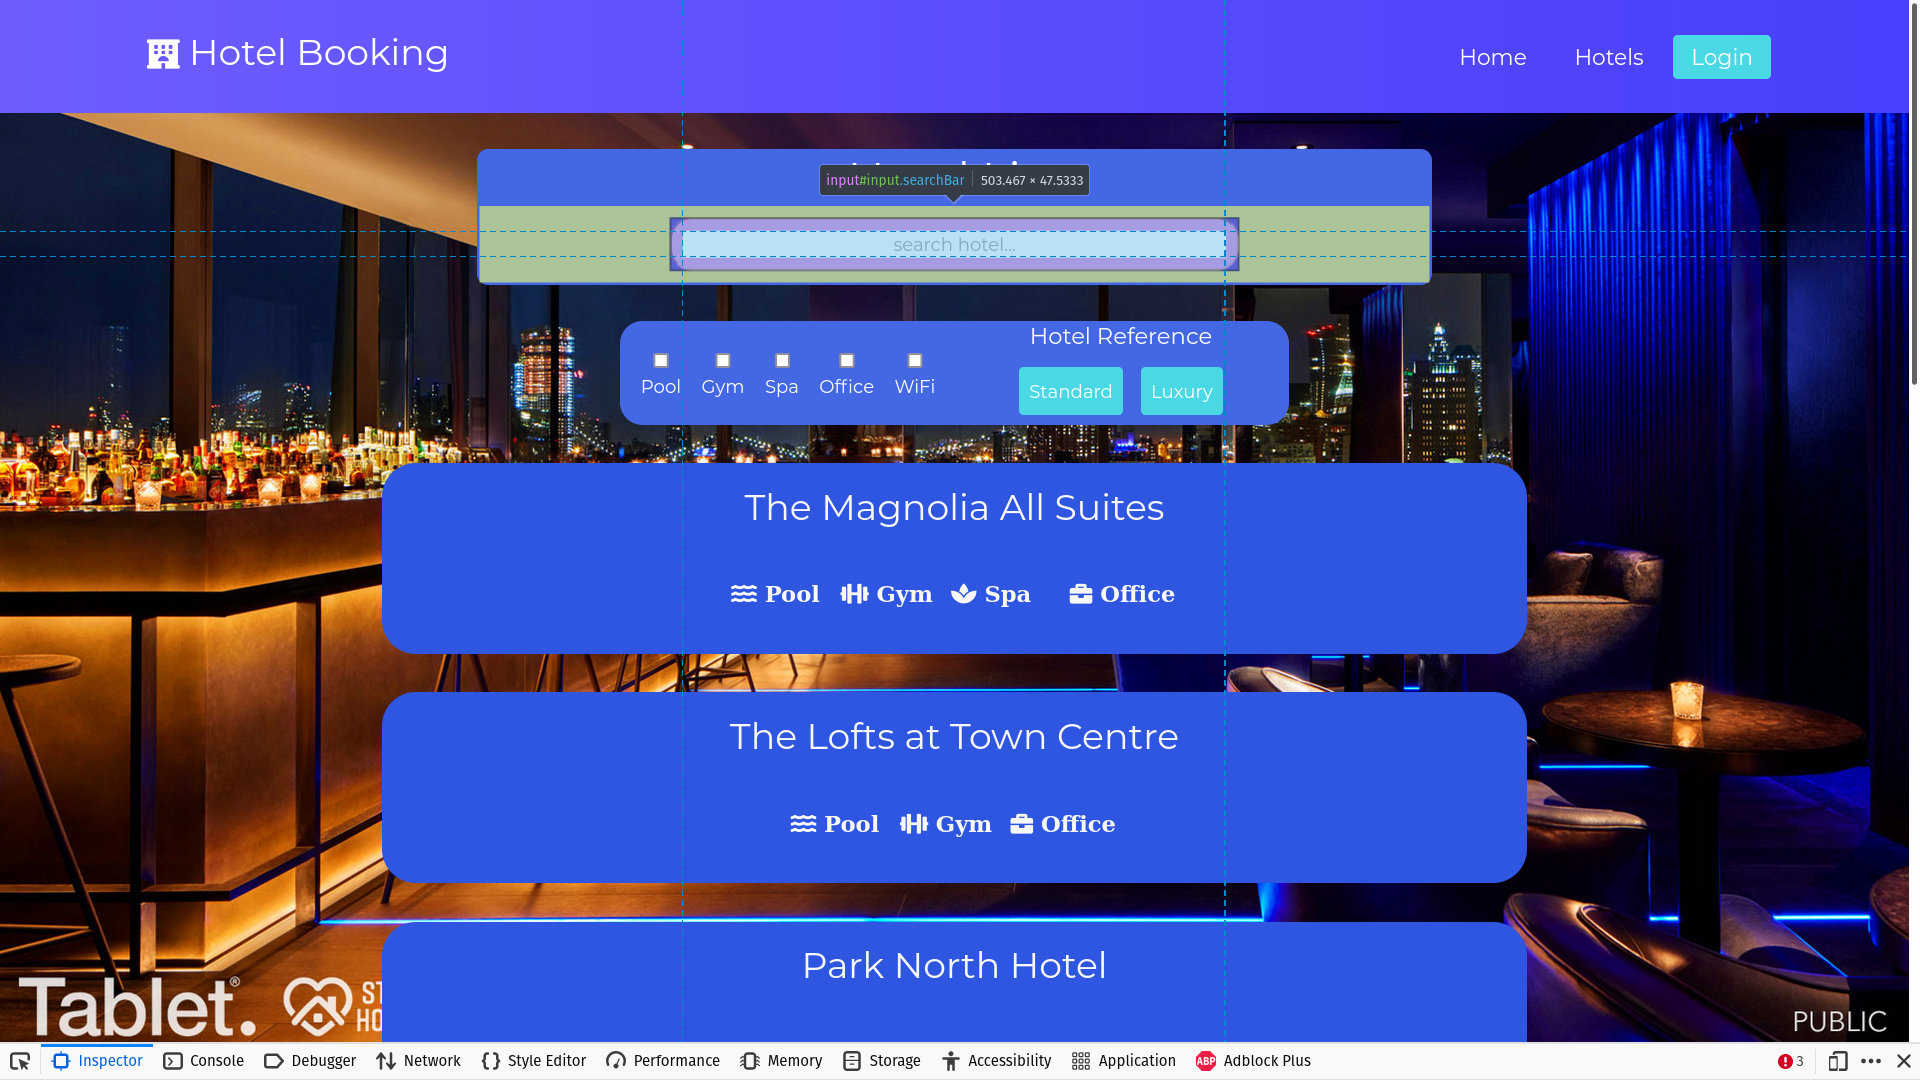 Hotel Booking
Home Hotels Login
input#input.searchBar 503.467 × 47.5333
search hotel...
Hotel Reference
Pool Gym Spa Office WiFi
Standard Luxury
The Magnolia All Suites
Pool Gym Spa Office
The Lofts at Town Centre
Pool Gym Office
Park North Hotel
Tablet.®
PUBLIC
Inspector Console Debugger Network Style Editor Performance Memory Storage Accessibility Application ABP Adblock Plus 3